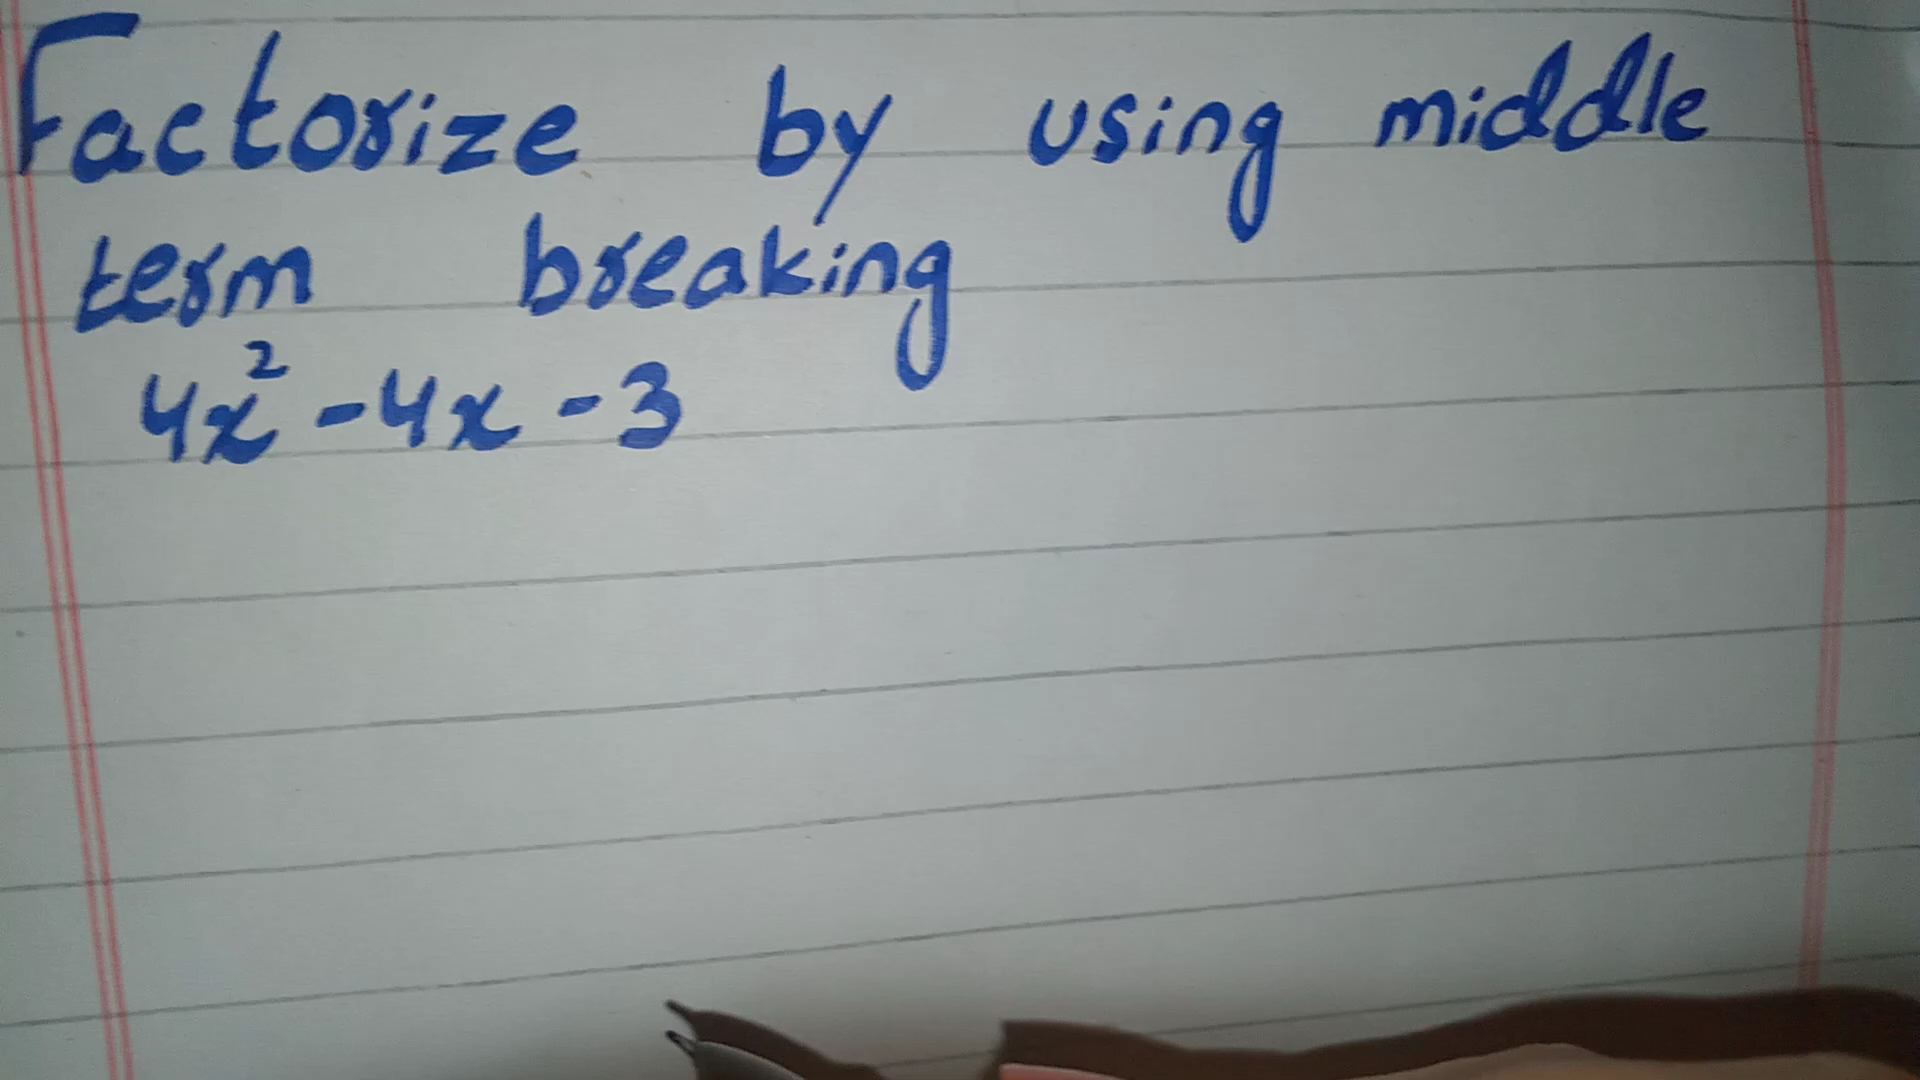 Factorize by using middle
term breaking
4x² - 4x - 3